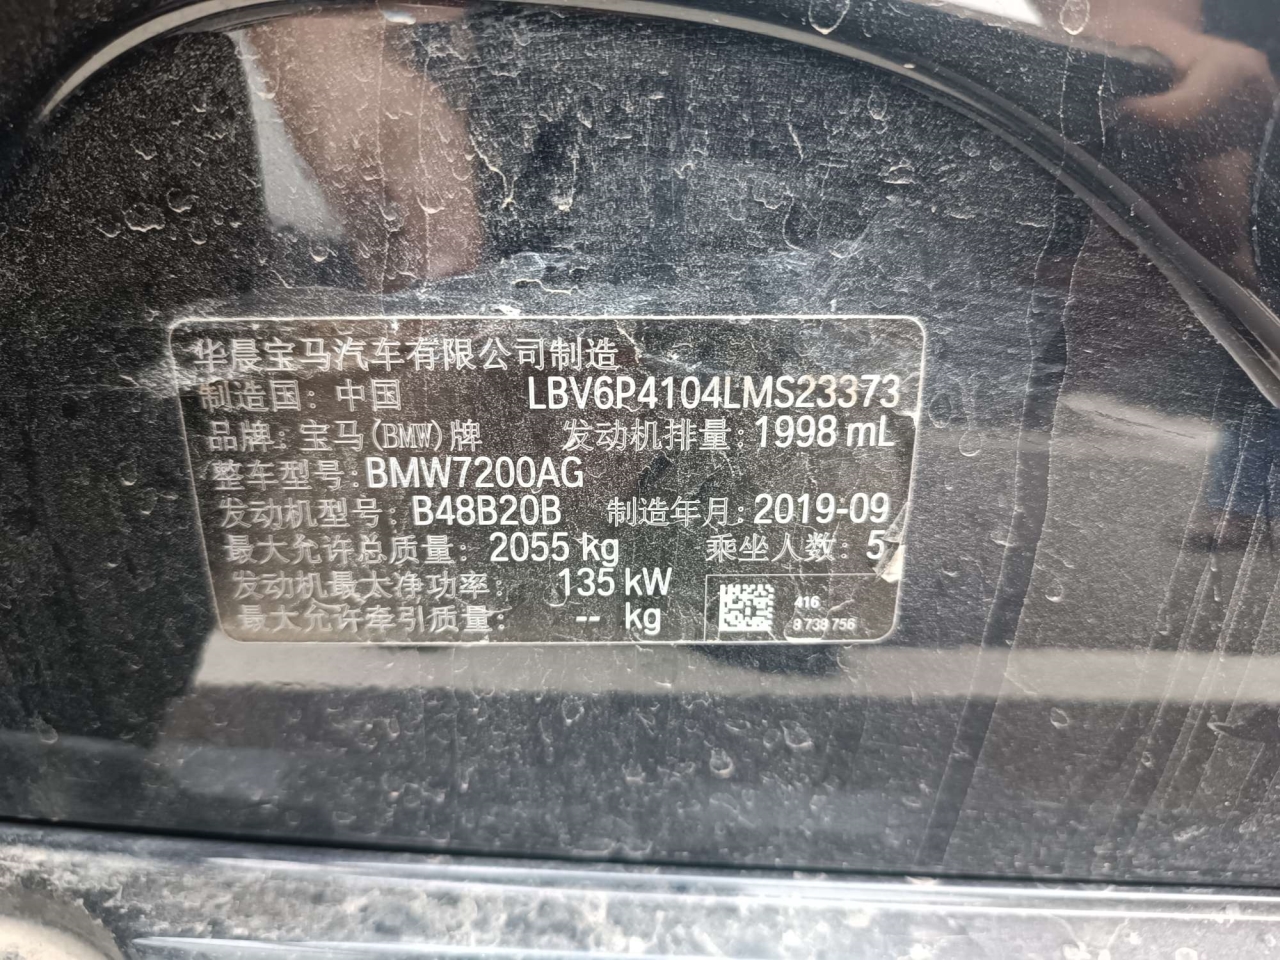 华晨宝马汽车有限公司制造
制造国: 中国 LBV6P4104LMS23373
品牌: 宝马(BMW)牌 发动机排量: 1998 mL
整车型号: BMW7200AG
发动机型号: B48B20B 制造年月: 2019-09
最大允许总质量: 2055 kg 乘坐人数: 5
发动机最大净功率: 135 kW
最大允许牵引质量: -- kg
416
8 739 756